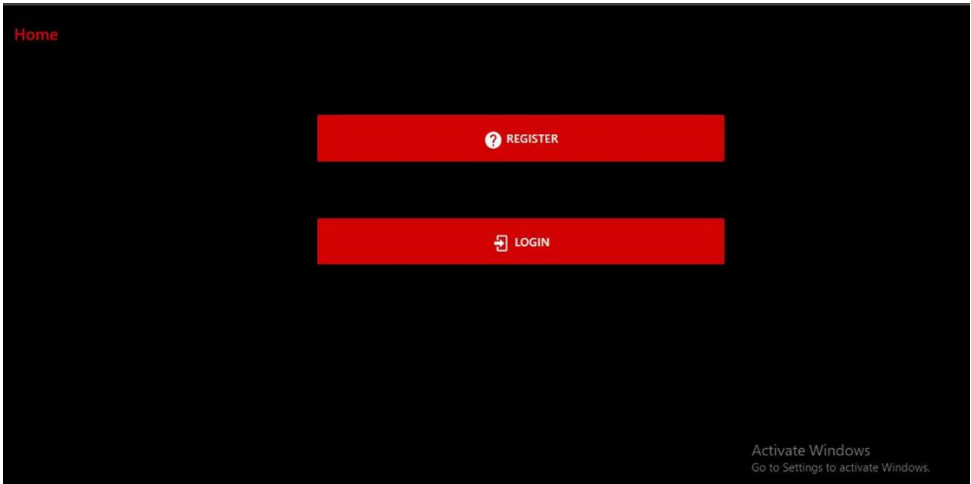 Home
REGISTER
LOGIN
Activate Windows
Go to Settings to activate Windows.